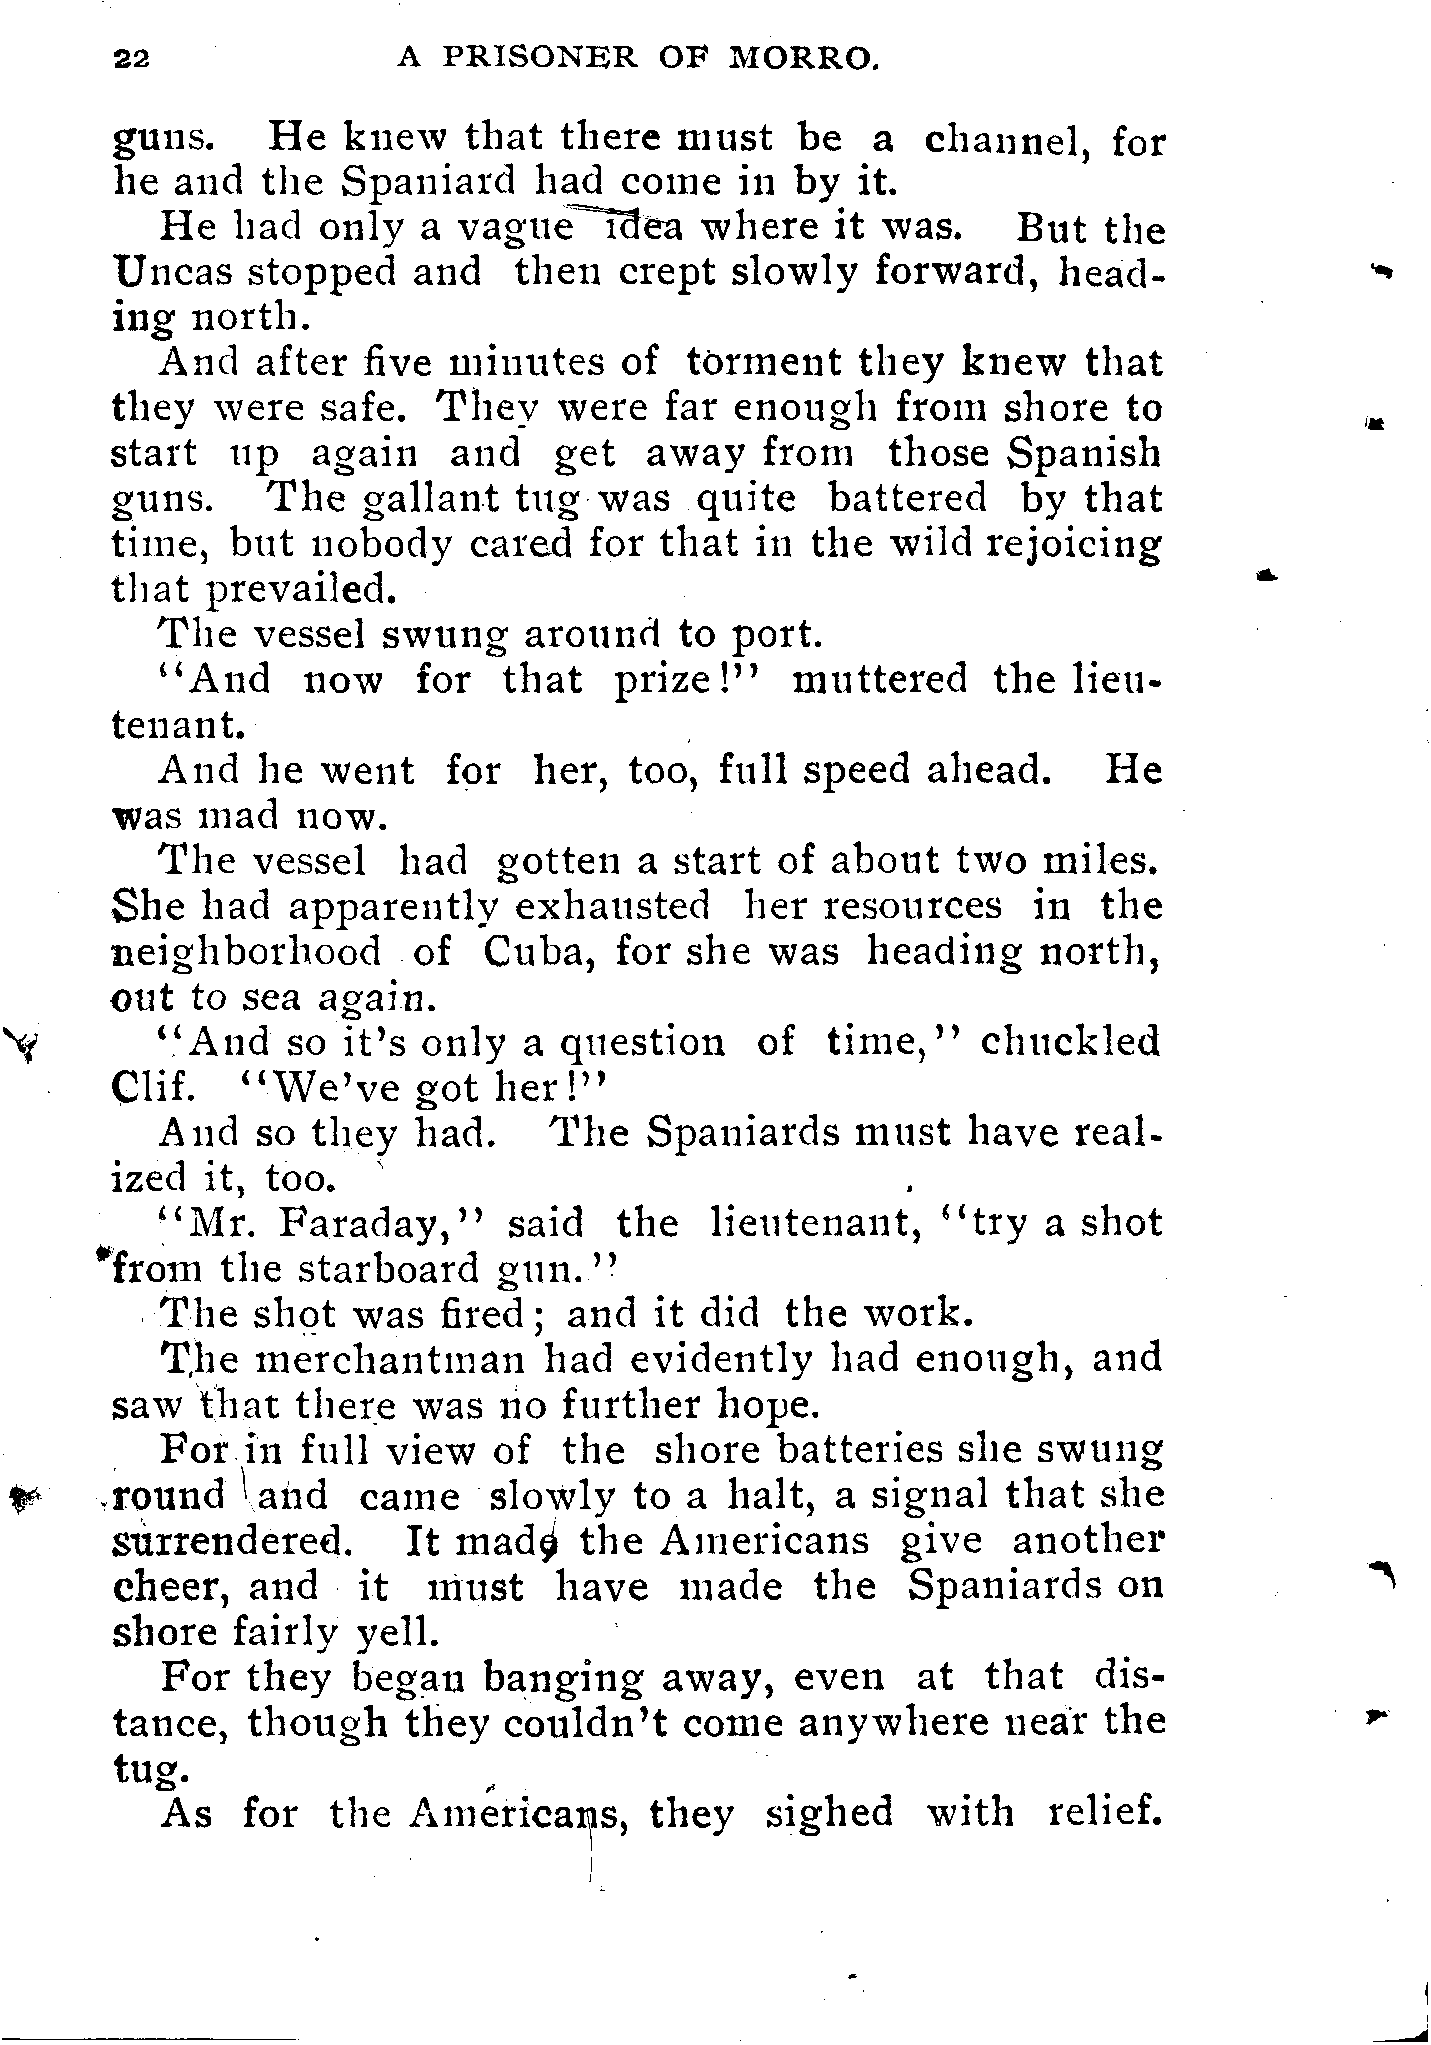 22 A PRISONER OF MORRO.
guns. He knew that there must be a channel, for
he and the Spaniard had come in by it.
He had only a vague idea where it was. But the
Uncas stopped and then crept slowly forward, head-
ing north.
And after five minutes of torment they knew that
they were safe. They were far enough from shore to
start up again and get away from those Spanish
guns. The gallant tug was quite battered by that
time, but nobody cared for that in the wild rejoicing
that prevailed.
The vessel swung around to port.
"And now for that prize!" muttered the lieu-
tenant.
And he went for her, too, full speed ahead. He
was mad now.
The vessel had gotten a start of about two miles.
She had apparently exhausted her resources in the
neighborhood of Cuba, for she was heading north,
out to sea again.
"And so it's only a question of time," chuckled
Clif. "We've got her!"
And so they had. The Spaniards must have real-
ized it, too.
"Mr. Faraday," said the lieutenant, "try a shot
from the starboard gun."
The shot was fired; and it did the work.
The merchantman had evidently had enough, and
saw that there was no further hope.
For in full view of the shore batteries she swung
round and came slowly to a halt, a signal that she
surrendered. It made the Americans give another
cheer, and it must have made the Spaniards on
shore fairly yell.
For they began banging away, even at that dis-
tance, though they couldn't come anywhere near the
tug.
As for the Americans, they sighed with relief.